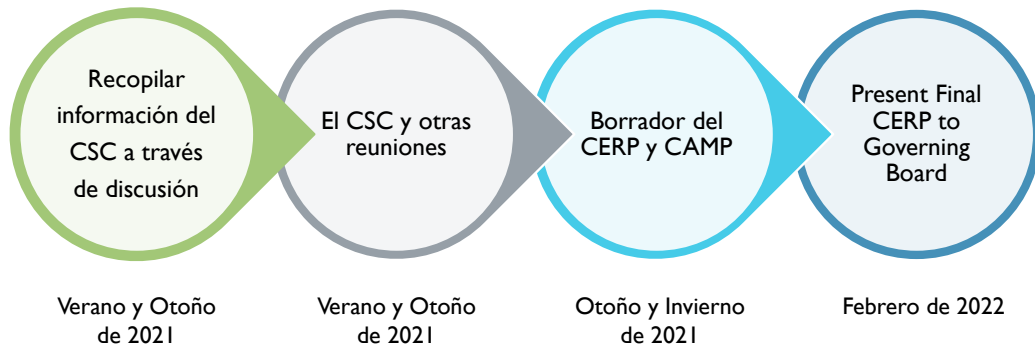 Recopilar
información del
CSC a través
de discusión
El CSC y otras
reuniones
Borrador del
CERP y CAMP
Present Final
CERP to
Governing
Board
Verano y Otoño
de 2021
Verano y Otoño
de 2021
Otoño y Invierno
de 2021
Febrero de 2022